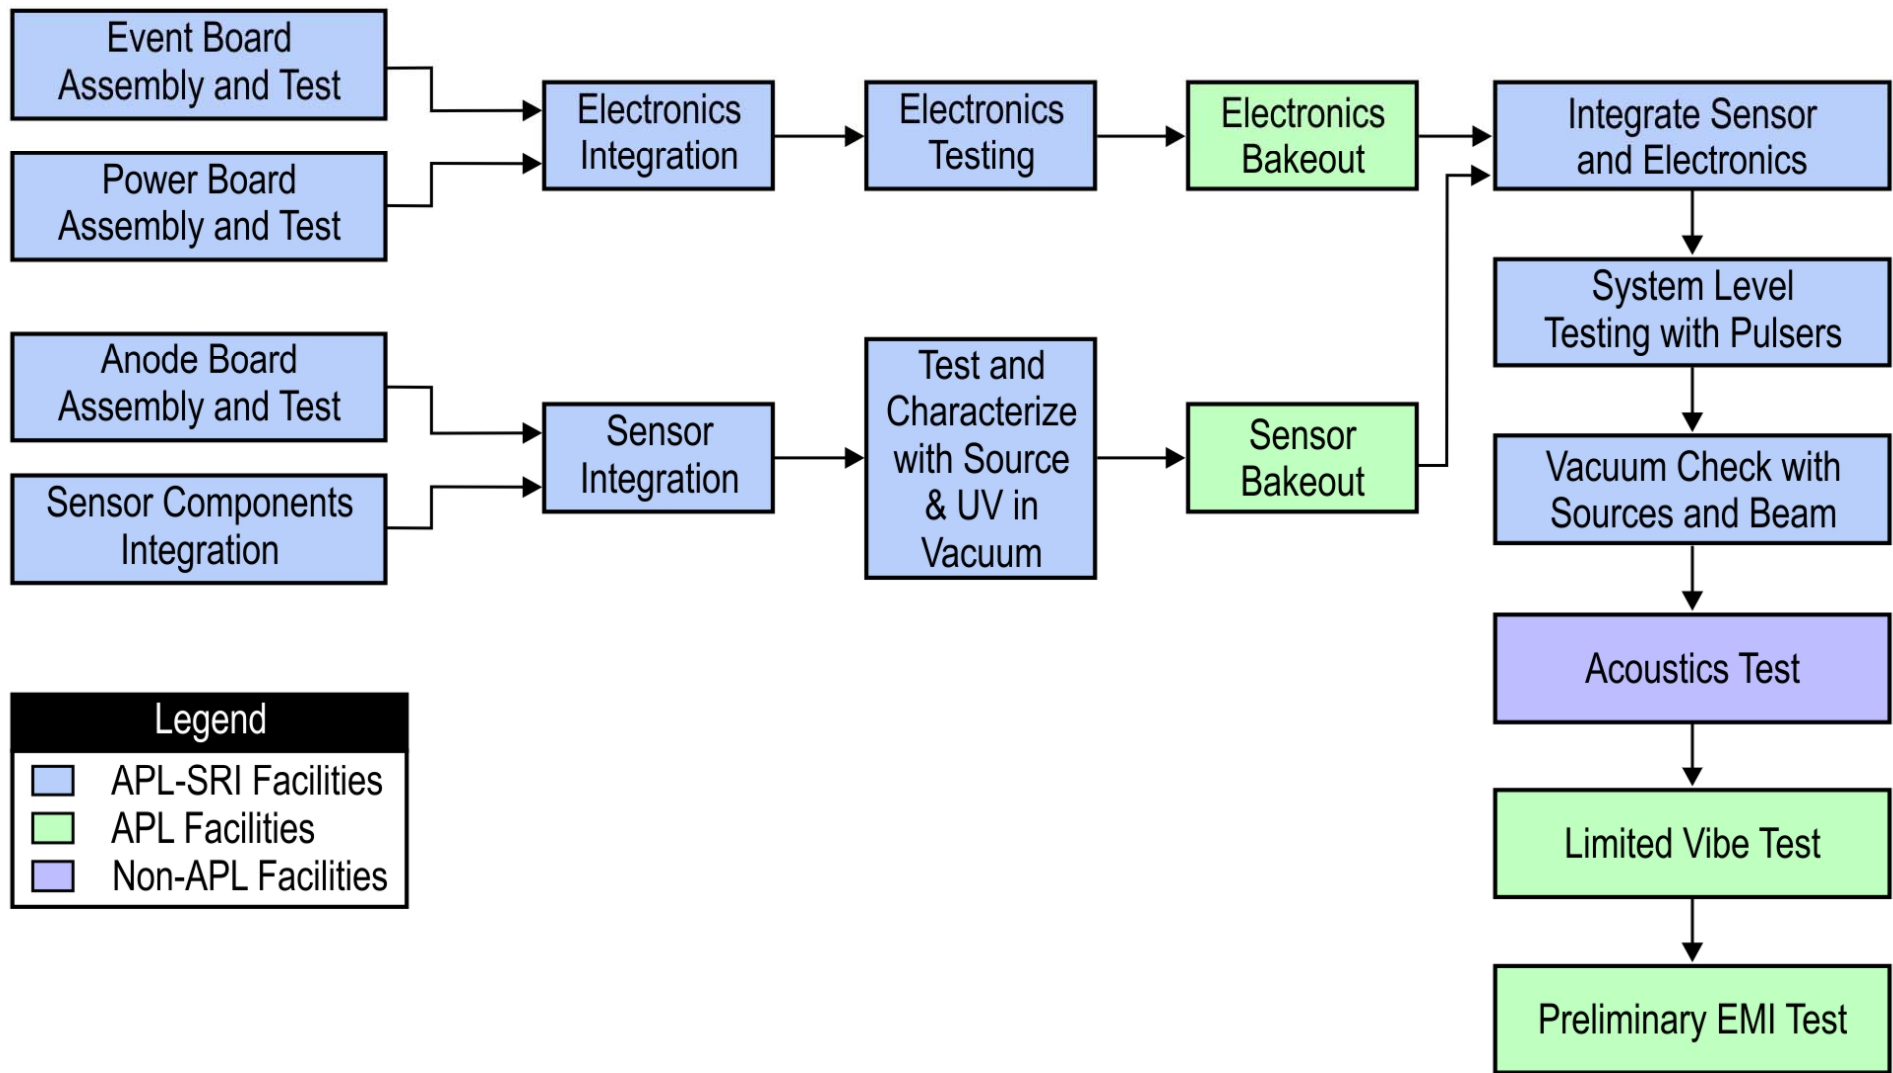 Event Board
Assembly and Test
Power Board
Assembly and Test
Electronics
Integration
Electronics
Testing
Electronics
Bakeout
Integrate Sensor
and Electronics
System Level
Testing with Pulsers
Anode Board
Assembly and Test
Sensor Components
Integration
Sensor
Integration
Test and
Characterize
with Source
& UV in
Vacuum
Sensor
Bakeout
Vacuum Check with
Sources and Beam
Acoustics Test
Limited Vibe Test
Preliminary EMI Test
Legend
APL-SRI Facilities
APL Facilities
Non-APL Facilities